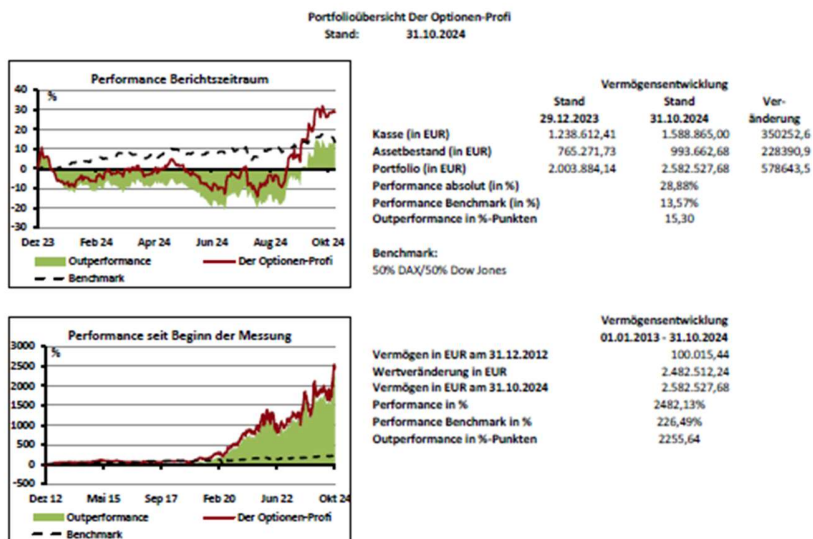 Portfolioübersicht Der Optionen-Profi
Stand: 31.10.2024
Performance Berichtszeitraum
%
40
30
20
10
0
-10
-20
-30
Dez 23 Feb 24 Apr 24 Jun 24 Aug 24 Okt 24
Outperformance Der Optionen-Profi
Benchmark
Vermögensentwicklung
Stand Stand Ver-
29.12.2023 31.10.2024 änderung
Kasse (in EUR) 1.238.612,41 1.588.865,00 350252,6
Assetbestand (in EUR) 765.271,73 993.662,68 228390,9
Portfolio (in EUR) 2.003.884,14 2.582.527,68 578643,5
Performance absolut (in %) 28,88%
Performance Benchmark (in %) 13,57%
Outperformance in %-Punkten 15,30
Benchmark:
50% DAX/50% Dow Jones
Performance seit Beginn der Messung
%
3000
2500
2000
1500
1000
500
0
-500
Dez 12 Mai 15 Sep 17 Feb 20 Jun 22 Okt 24
Outperformance Der Optionen-Profi
Benchmark
Vermögensentwicklung
01.01.2013 - 31.10.2024
Vermögen in EUR am 31.12.2012 100.015,44
Wertveränderung in EUR 2.482.512,24
Vermögen in EUR am 31.10.2024 2.582.527,68
Performance in % 2482,13%
Performance Benchmark in % 226,49%
Outperformance in %-Punkten 2255,64